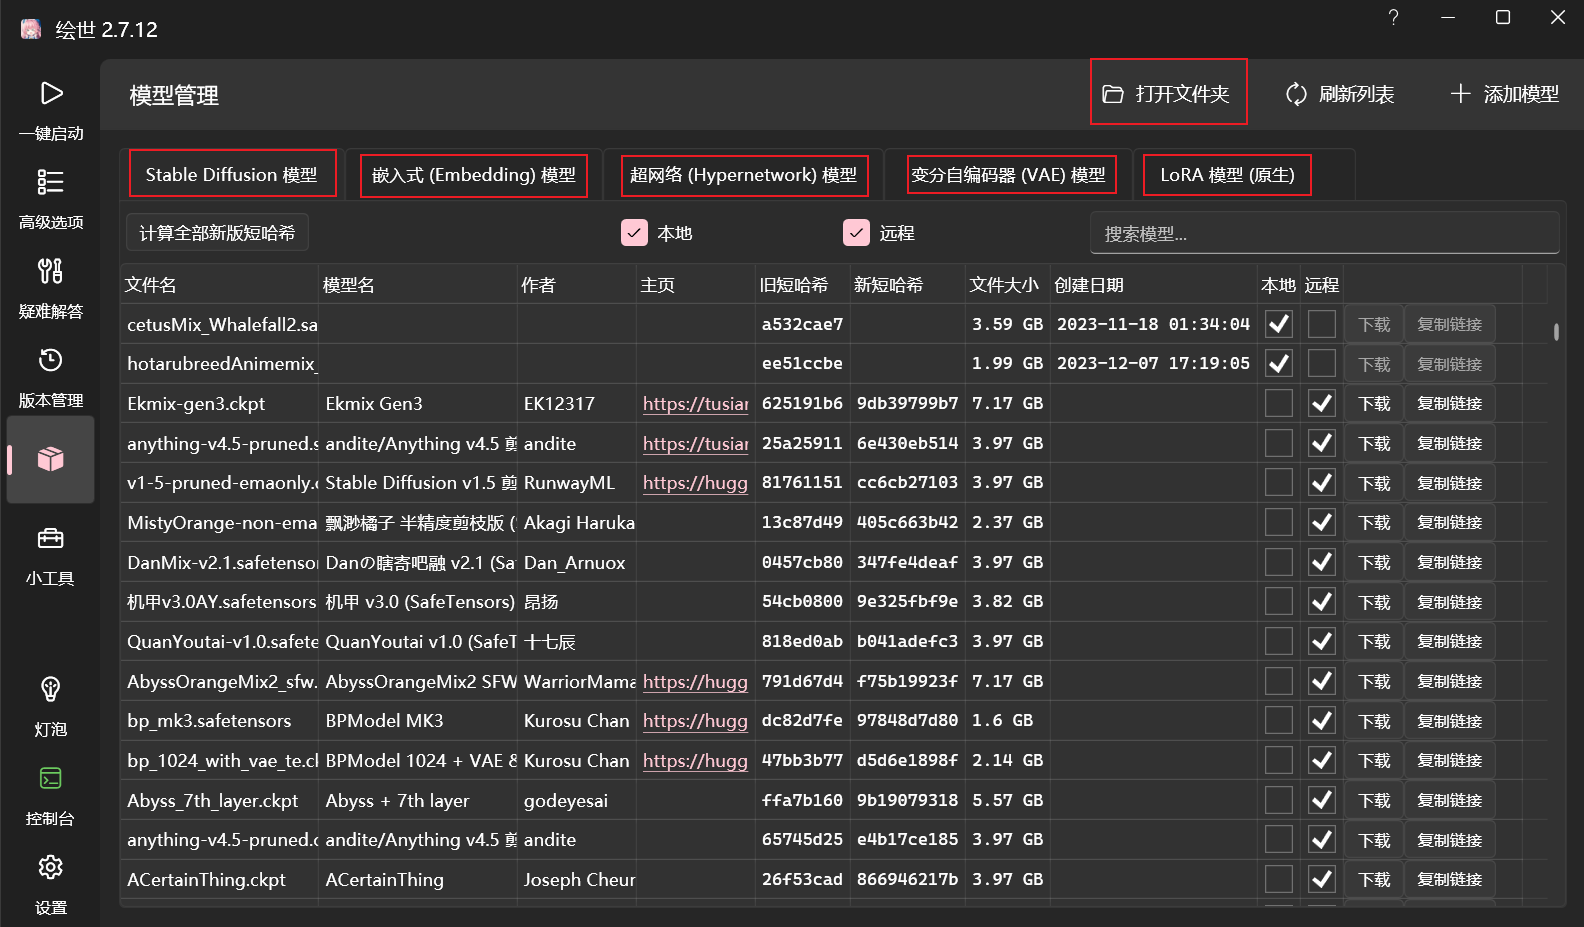 绘世 2.7.12
一键启动
高级选项
疑难解答
版本管理
小工具
灯泡
控制台
设置
模型管理
打开文件夹
刷新列表
添加模型
Stable Diffusion 模型
嵌入式 (Embedding) 模型
超网络 (Hypernetwork) 模型
变分自编码器 (VAE) 模型
LoRA 模型 (原生)
计算全部新版短哈希
本地
远程
搜索模型...
文件名 模型名 作者 主页 旧短哈希 新短哈希 文件大小 创建日期 本地 远程
cetusMix_Whalefall2.sa a532cae7 3.59 GB 2023-11-18 01:34:04 下载 复制链接
hotarubreedAnimemix_ ee51ccbe 1.99 GB 2023-12-07 17:19:05 下载 复制链接
Ekmix-gen3.ckpt Ekmix Gen3 EK12317 https://tusiar 625191b6 9db39799b7 7.17 GB 下载 复制链接
anything-v4.5-pruned.s andite/Anything v4.5 剪 andite https://tusiar 25a25911 6e430eb514 3.97 GB 下载 复制链接
v1-5-pruned-emaonly.c Stable Diffusion v1.5 剪 RunwayML https://hugg 81761151 cc6cb27103 3.97 GB 下载 复制链接
MistyOrange-non-ema 飘渺橘子 半精度剪枝版 ( Akagi Haruka 13c87d49 405c663b42 2.37 GB 下载 复制链接
DanMix-v2.1.safetensor Danの瞎寄吧融 v2.1 (Sa Dan_Arnuox 0457cb80 347fe4deaf 3.97 GB 下载 复制链接
机甲v3.0AY.safetensors 机甲 v3.0 (SafeTensors) 昂扬 54cb0800 9e325fbf9e 3.82 GB 下载 复制链接
QuanYoutai-v1.0.safete QuanYoutai v1.0 (SafeT 十七辰 818ed0ab b041adefc3 3.97 GB 下载 复制链接
AbyssOrangeMix2_sfw. AbyssOrangeMix2 SFW WarriorMama https://hugg 791d67d4 f75b19923f 7.17 GB 下载 复制链接
bp_mk3.safetensors BPModel MK3 Kurosu Chan https://hugg dc82d7fe 97848d7d80 1.6 GB 下载 复制链接
bp_1024_with_vae_te.ck BPModel 1024 + VAE & Kurosu Chan https://hugg 47bb3b77 d5d6e1898f 2.14 GB 下载 复制链接
Abyss_7th_layer.ckpt Abyss + 7th layer godeyesai ffa7b160 9b19079318 5.57 GB 下载 复制链接
anything-v4.5-pruned.c andite/Anything v4.5 剪 andite 65745d25 e4b17ce185 3.97 GB 下载 复制链接
ACertainThing.ckpt ACertainThing Joseph Cheur 26f53cad 866946217b 3.97 GB 下载 复制链接